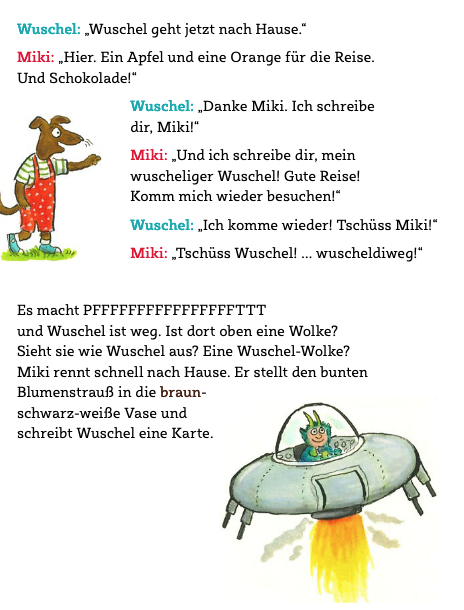 Wuschel: „Wuschel geht jetzt nach Hause.“
Miki: „Hier. Ein Apfel und eine Orange für die Reise.
Und Schokolade!“
Wuschel: „Danke Miki. Ich schreibe
dir, Miki!“
Miki: „Und ich schreibe dir, mein
wuscheliger Wuschel! Gute Reise!
Komm mich wieder besuchen!“
Wuschel: „Ich komme wieder! Tschüss Miki!“
Miki: „Tschüss Wuschel! ... wuscheldiweg!“
Es macht PFFFFFFFFFFFFFFFFTTT
und Wuschel ist weg. Ist dort oben eine Wolke?
Sieht sie wie Wuschel aus? Eine Wuschel-Wolke?
Miki rennt schnell nach Hause. Er stellt den bunten
Blumenstrauß in die braun-
schwarz-weiße Vase und
schreibt Wuschel eine Karte.